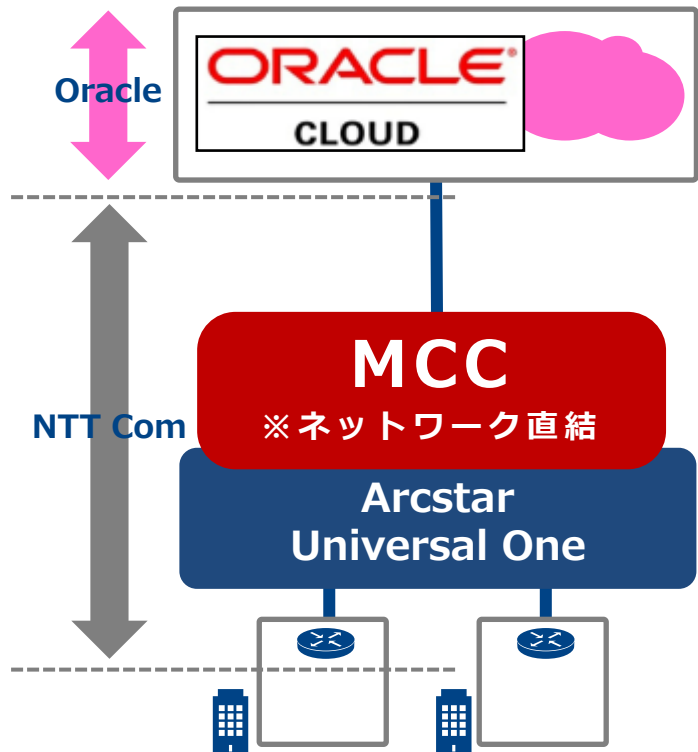 Oracle
ORACLE®
CLOUD
NTT Com
MCC
※ネットワーク直結
Arcstar
Universal One